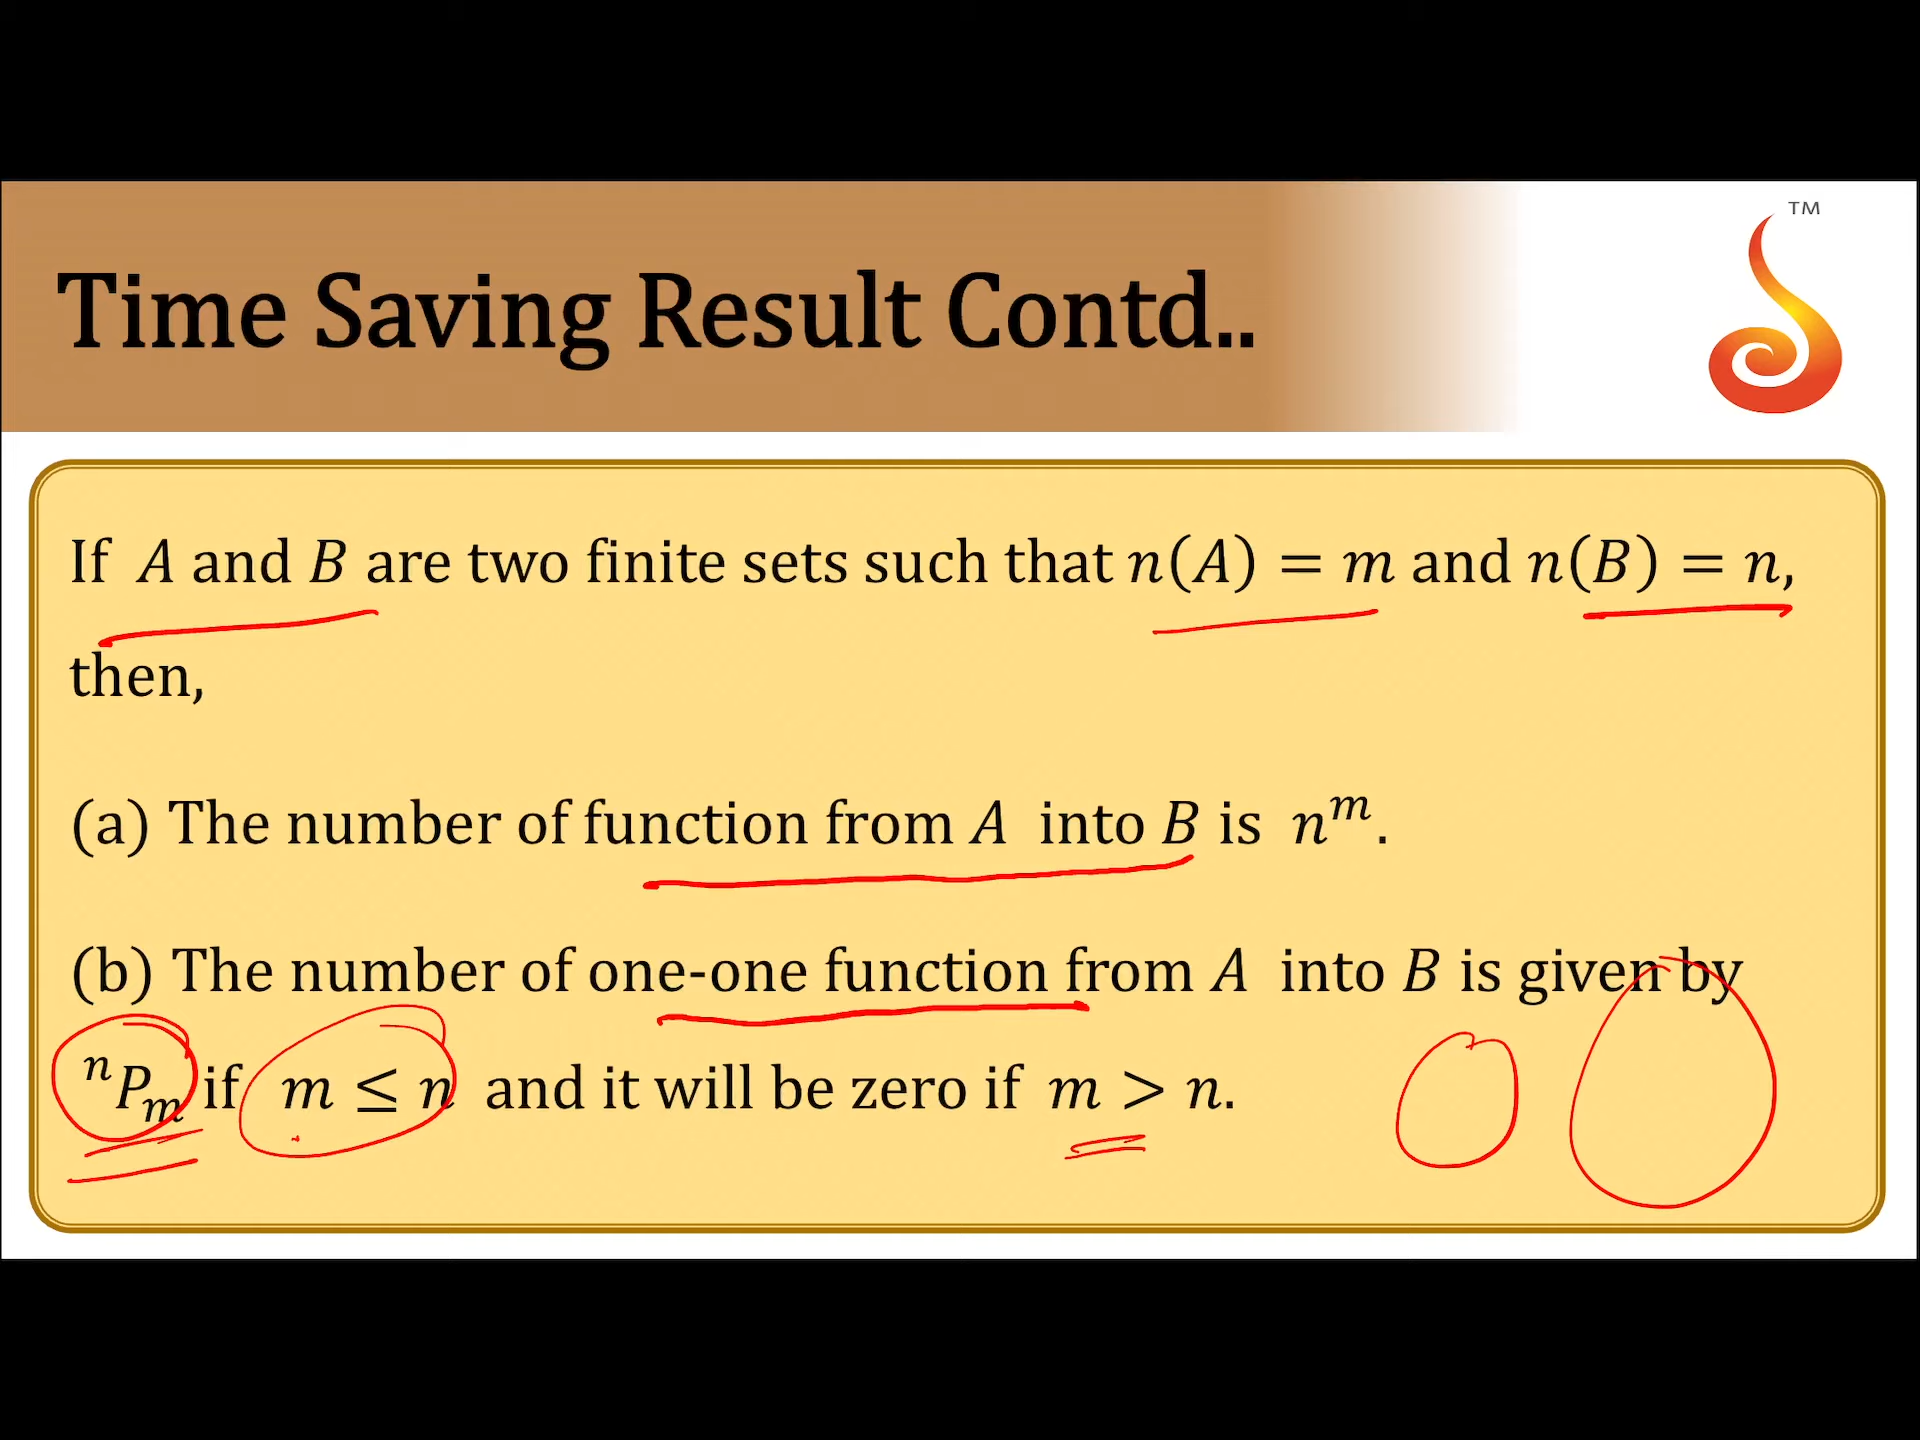 TM
Time Saving Result Contd..
If A and B are two finite sets such that n(A) = m and n(B) = n,
then,
(a) The number of function from A into B is nᵐ.
(b) The number of one-one function from A into B is given by
ⁿPₘ if m ≤ n and it will be zero if m > n.